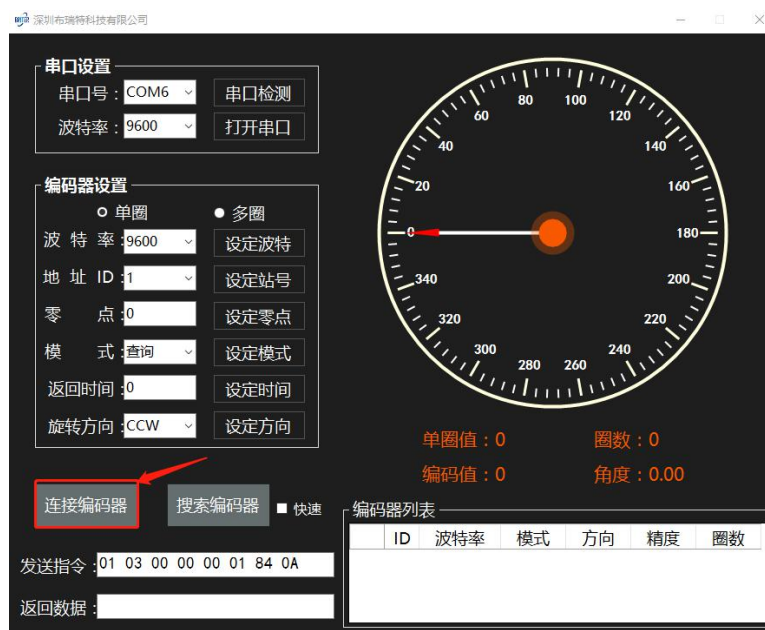 深圳布瑞特科技有限公司
串口设置
串口号：COM6 串口检测
波特率：9600 打开串口
编码器设置
单圈 多圈
波 特 率：9600 设定波特
地 址 ID：1 设定站号
零 点：0 设定零点
模 式：查询 设定模式
返回时间：0 设定时间
旋转方向：CCW 设定方向
连接编码器 搜索编码器 快速
发送指令：01 03 00 00 00 01 84 0A
返回数据：
0
20
40
60
80
100
120
140
160
180
200
220
240
260
280
300
320
340
单圈值：0 圈数：0
编码值：0 角度：0.00
编码器列表
ID 波特率 模式 方向 精度 圈数